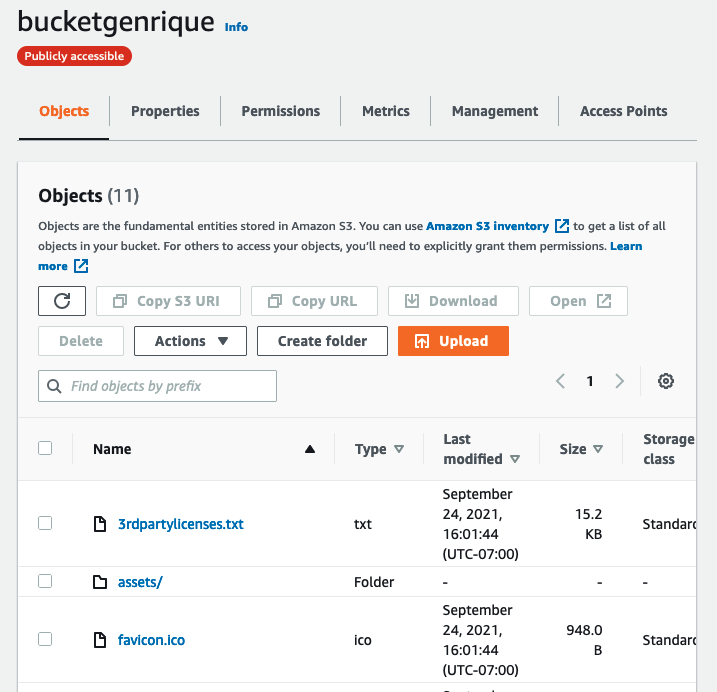 bucketgenrique Info
Publicly accessible
Objects Properties Permissions Metrics Management Access Points
Objects (11)
Objects are the fundamental entities stored in Amazon S3. You can use Amazon S3 inventory to get a list of all
objects in your bucket. For others to access your objects, you'll need to explicitly grant them permissions. Learn
more
Copy S3 URI Copy URL Download Open
Delete Actions Create folder Upload
Find objects by prefix 1
Name Type Last modified Size Storage class
3rdpartylicenses.txt txt September 24, 2021, 16:01:44 (UTC-07:00) 15.2 KB Standard
assets/ Folder - - -
favicon.ico ico September 24, 2021, 16:01:44 (UTC-07:00) 948.0 B Standard